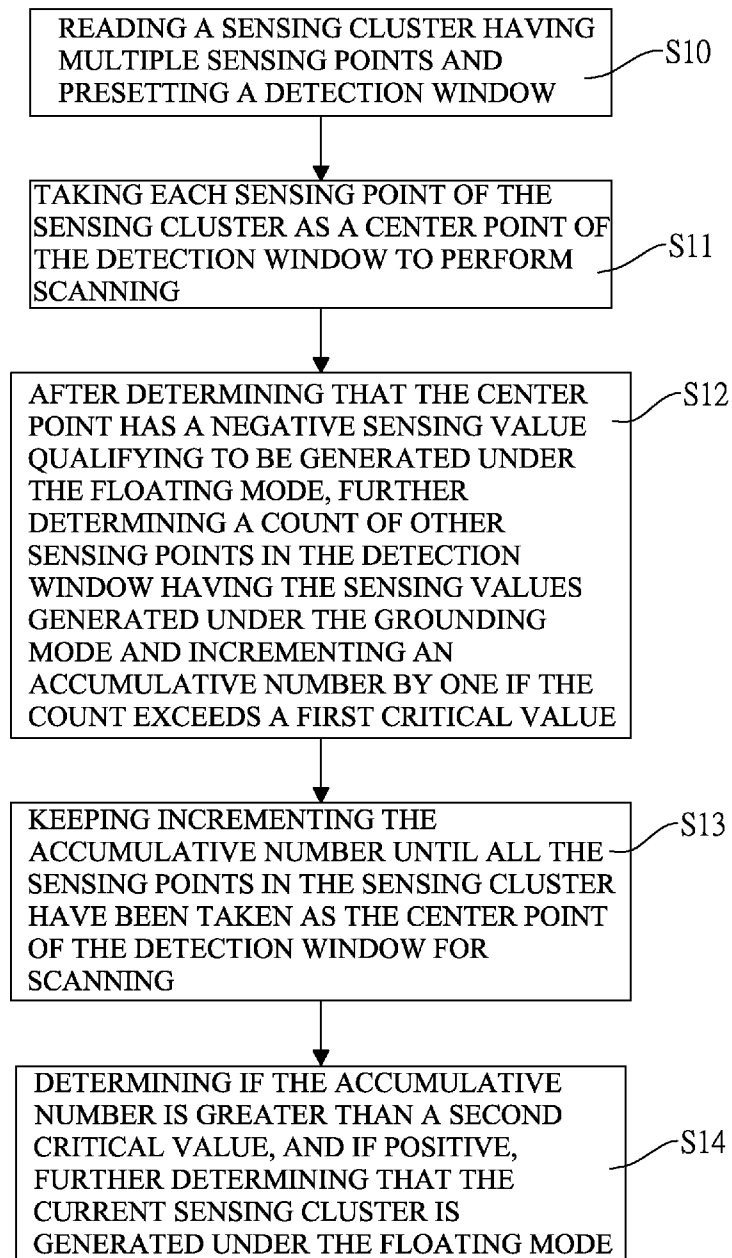 READING A SENSING CLUSTER HAVING
MULTIPLE SENSING POINTS AND
PRESETTING A DETECTION WINDOW
S10
TAKING EACH SENSING POINT OF THE
SENSING CLUSTER AS A CENTER POINT OF
THE DETECTION WINDOW TO PERFORM
SCANNING
S11
AFTER DETERMINING THAT THE CENTER
POINT HAS A NEGATIVE SENSING VALUE
QUALIFYING TO BE GENERATED UNDER
THE FLOATING MODE, FURTHER
DETERMINING A COUNT OF OTHER
SENSING POINTS IN THE DETECTION
WINDOW HAVING THE SENSING VALUES
GENERATED UNDER THE GROUNDING
MODE AND INCREMENTING AN
ACCUMULATIVE NUMBER BY ONE IF THE
COUNT EXCEEDS A FIRST CRITICAL VALUE
S12
KEEPING INCREMENTING THE
ACCUMULATIVE NUMBER UNTIL ALL THE
SENSING POINTS IN THE SENSING CLUSTER
HAVE BEEN TAKEN AS THE CENTER POINT
OF THE DETECTION WINDOW FOR
SCANNING
S13
DETERMINING IF THE ACCUMULATIVE
NUMBER IS GREATER THAN A SECOND
CRITICAL VALUE, AND IF POSITIVE,
FURTHER DETERMINING THAT THE
CURRENT SENSING CLUSTER IS
GENERATED UNDER THE FLOATING MODE
S14